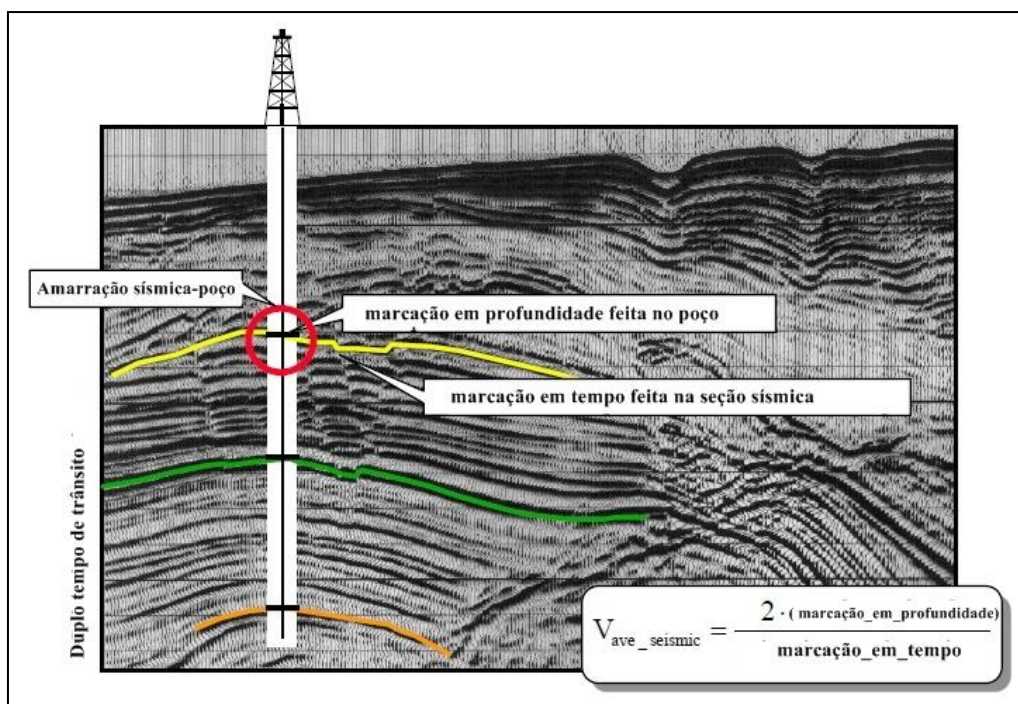 Amarração sísmica-poço
marcação em profundidade feita no poço
marcação em tempo feita na seção sísmica
Duplo tempo de trânsito
V_ave_seismic = 2 · (marcação_em_profundidade) / marcação_em_tempo